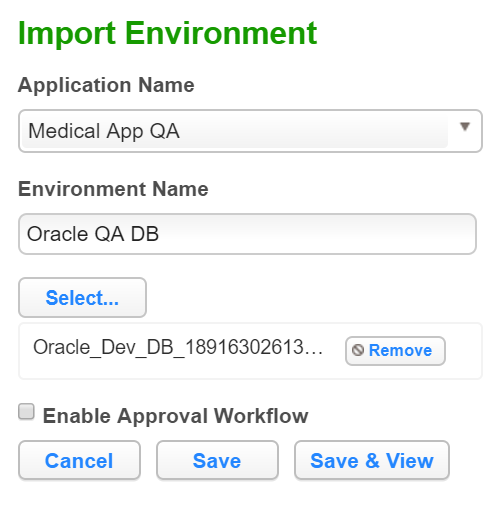 Import Environment
Application Name
Medical App QA
Environment Name
Oracle QA DB
Select...
Oracle_Dev_DB_18916302613… Remove
Enable Approval Workflow
Cancel Save Save & View